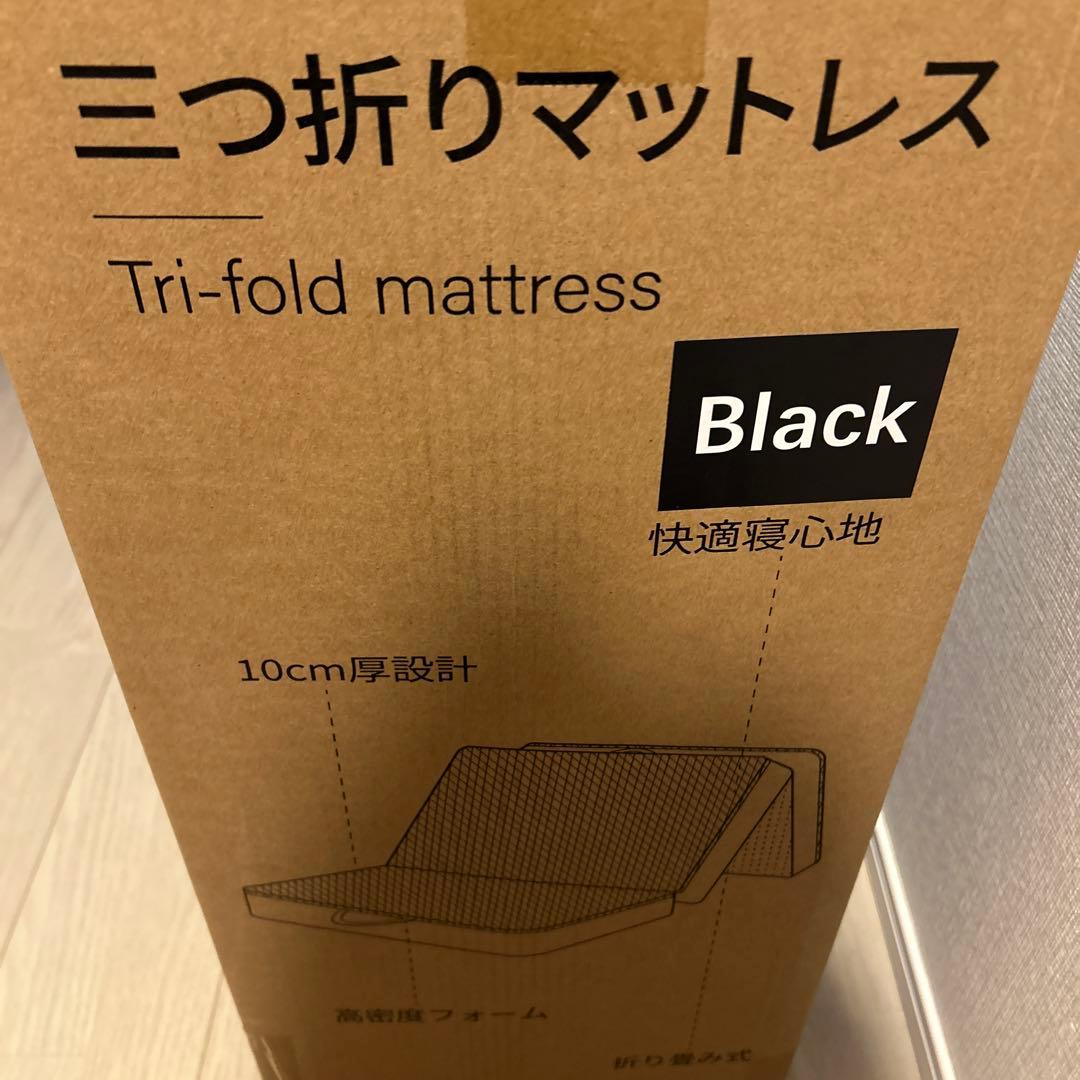 三つ折りマットレス
Tri-fold mattress
Black
快適寝心地
10cm厚設計
高密度フォーム
折り畳み式